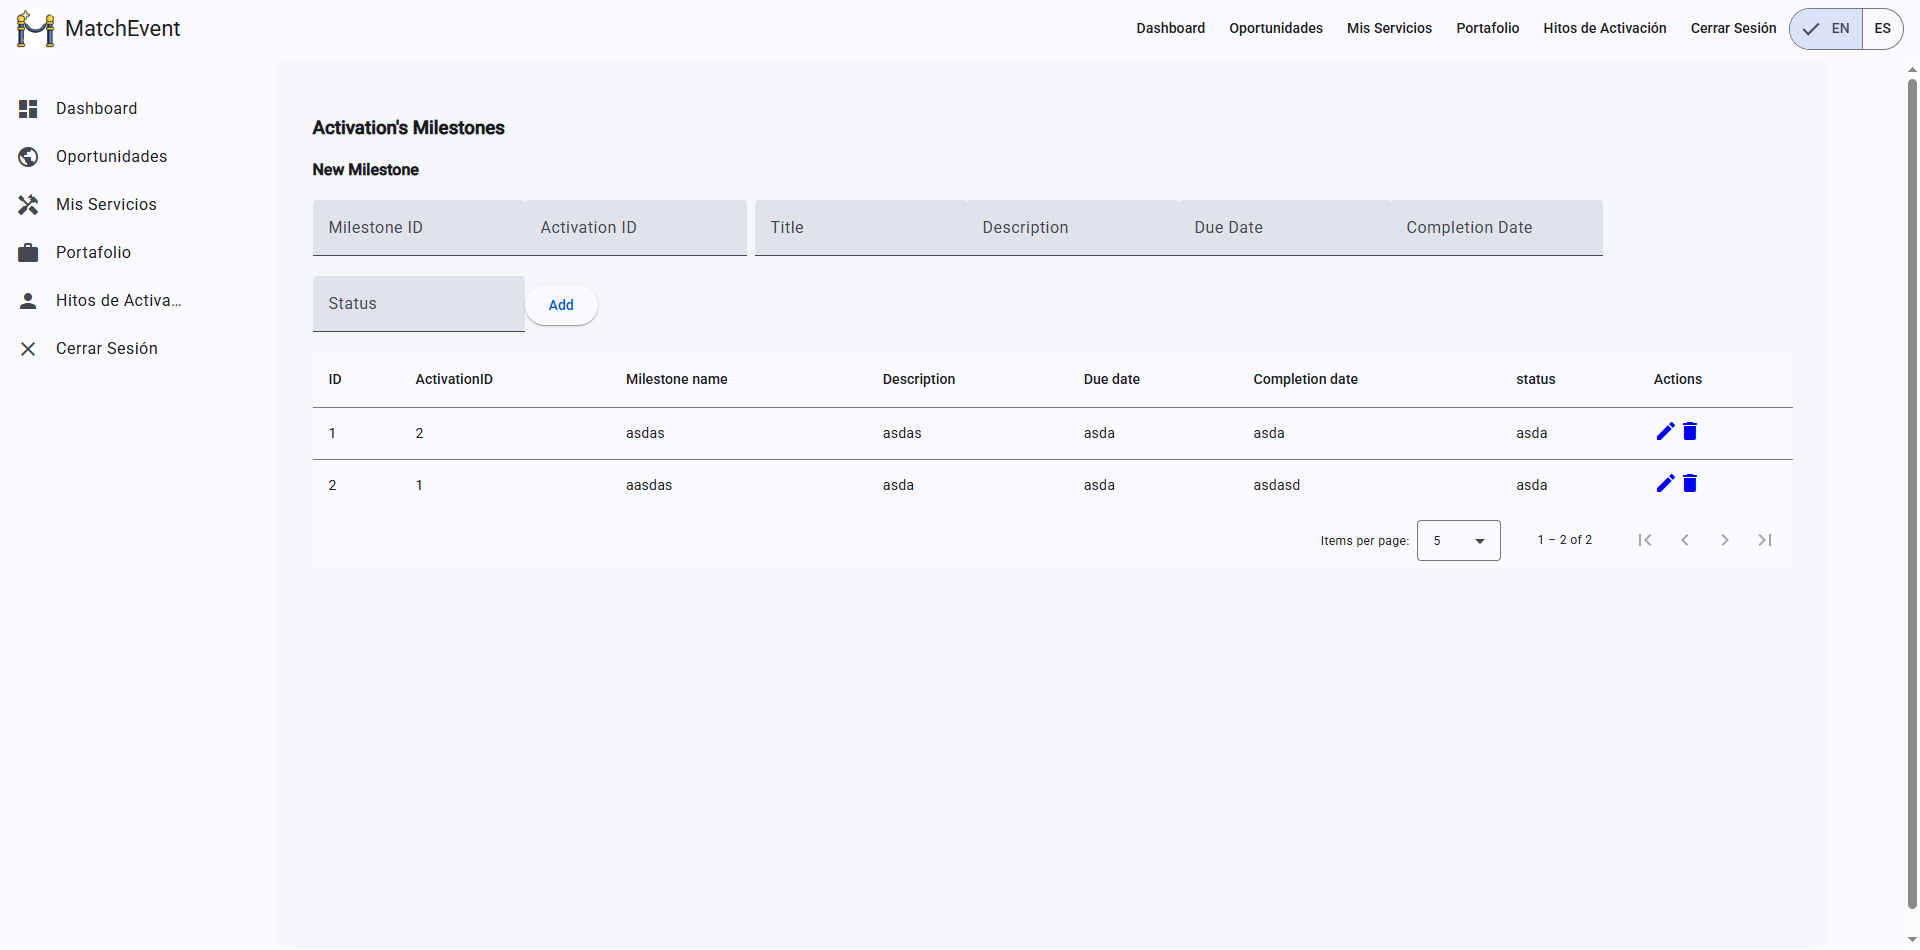 MatchEvent
Dashboard Oportunidades Mis Servicios Portafolio Hitos de Activación Cerrar Sesión EN ES
Dashboard
Oportunidades
Mis Servicios
Portafolio
Hitos de Activa...
Cerrar Sesión
Activation's Milestones
New Milestone
Milestone ID Activation ID Title Description Due Date Completion Date
Status Add
ID ActivationID Milestone name Description Due date Completion date status Actions
1 2 asdas asdas asda asda asda
2 1 aasdas asda asda asdasd asda
Items per page: 5 1 – 2 of 2